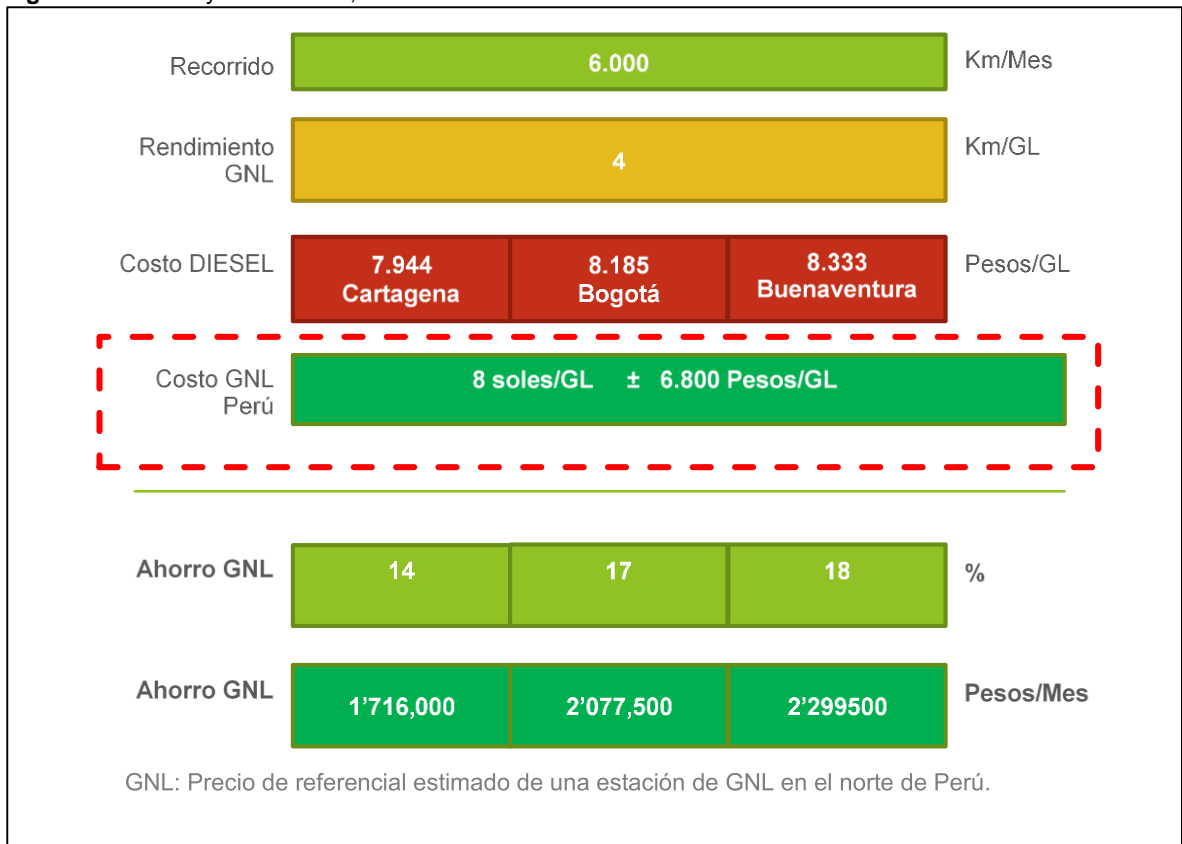 Recorrido 6.000 Km/Mes
Rendimiento GNL 4 Km/GL
Costo DIESEL 7.944 Cartagena 8.185 Bogotá 8.333 Buenaventura Pesos/GL
Costo GNL Perú 8 soles/GL ± 6.800 Pesos/GL
Ahorro GNL 14 17 18 %
Ahorro GNL 1’716,000 2’077,500 2’299500 Pesos/Mes
GNL: Precio de referencial estimado de una estación de GNL en el norte de Perú.